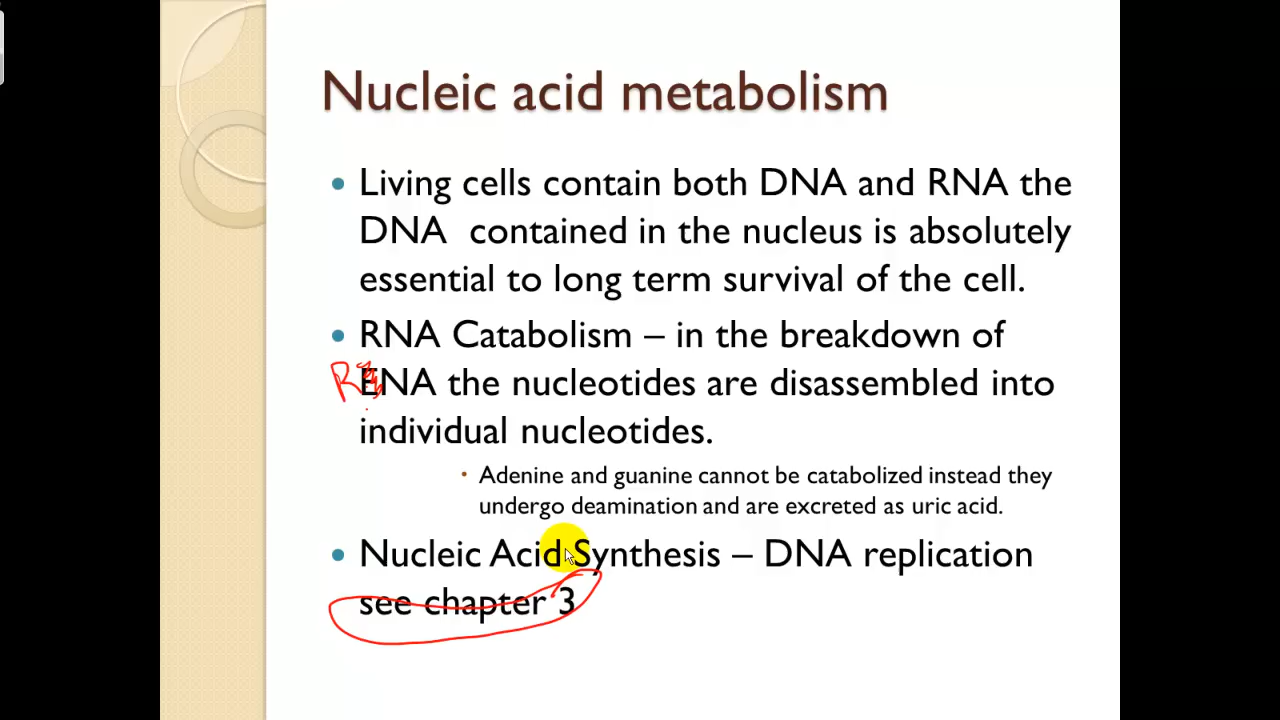 Nucleic acid metabolism
• Living cells contain both DNA and RNA the
DNA contained in the nucleus is absolutely
essential to long term survival of the cell.
• RNA Catabolism – in the breakdown of
R ENA the nucleotides are disassembled into
individual nucleotides.
• Adenine and guanine cannot be catabolized instead they
undergo deamination and are excreted as uric acid.
• Nucleic Acid Synthesis – DNA replication
see chapter 3